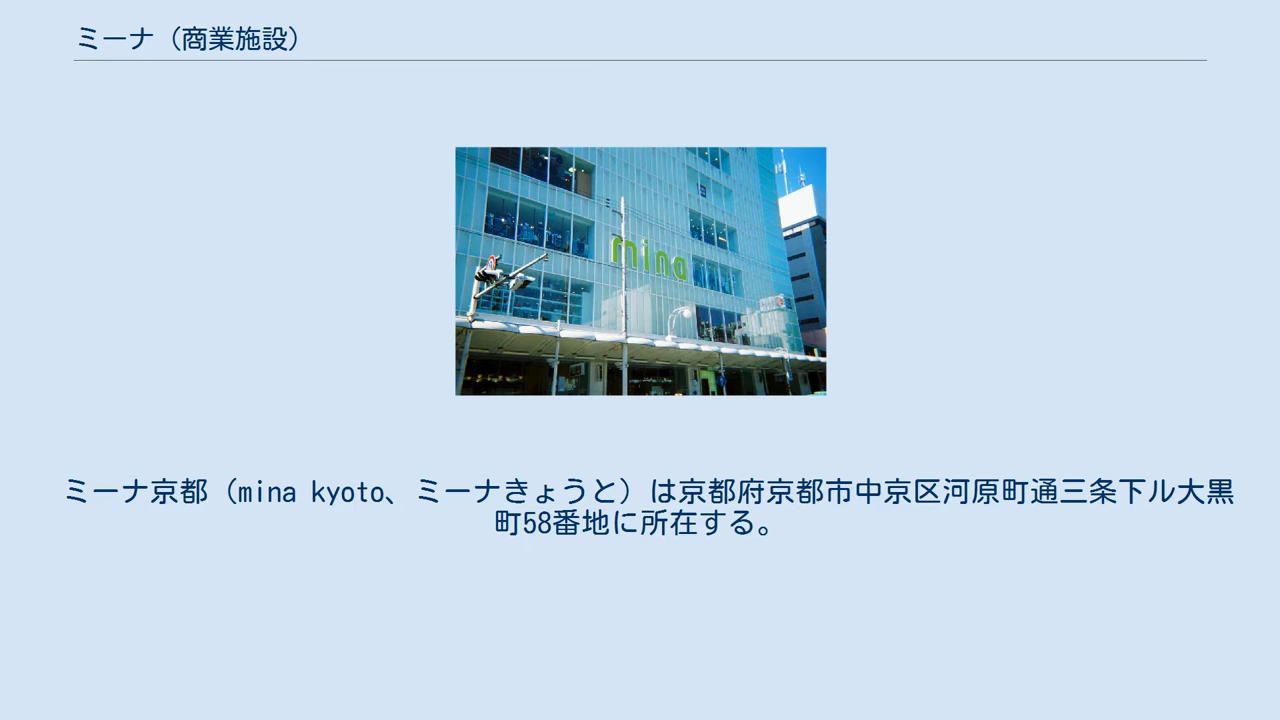 ミーナ（商業施設）
mina
ミーナ京都（mina kyoto、ミーナきょうと）は京都府京都市中京区河原町通三条下ル大黒
町58番地に所在する。